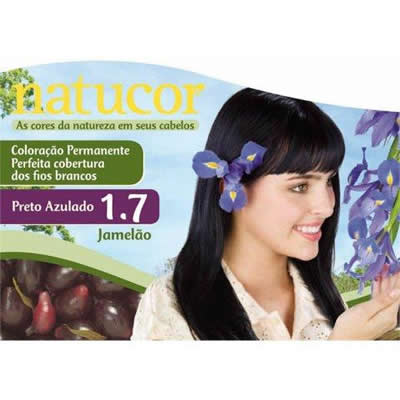 natucor
As cores da natureza em seus cabelos
Coloração Permanente
Perfeita cobertura
dos fios brancos
Preto Azulado 1.7
Jamelão